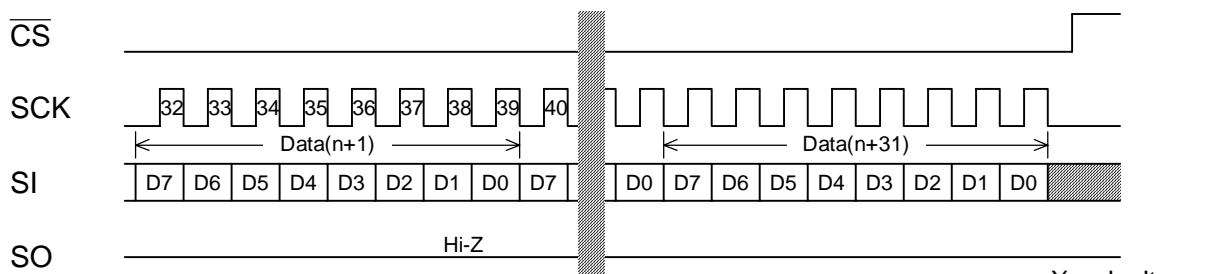 CS
SCK 32 33 34 35 36 37 38 39 40
Data(n+1) Data(n+31)
SI D7 D6 D5 D4 D3 D2 D1 D0 D7 D0 D7 D6 D5 D4 D3 D2 D1 D0
Hi-Z
SO